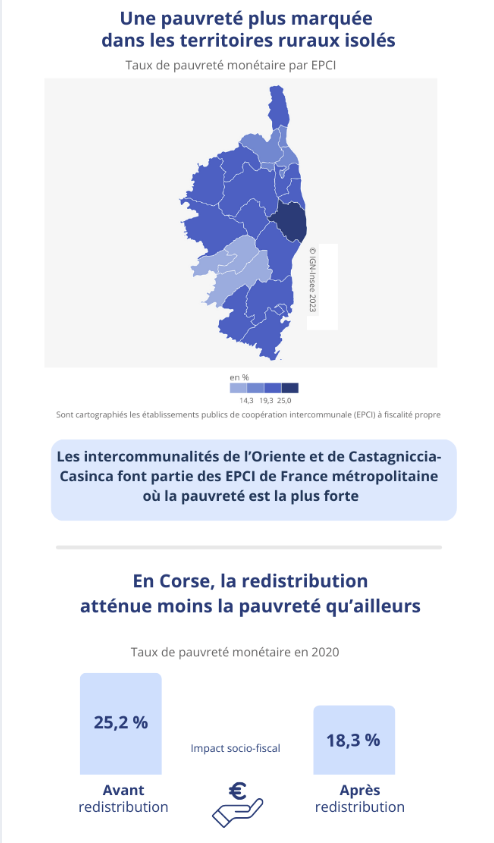 Une pauvreté plus marquée
dans les territoires ruraux isolés
Taux de pauvreté monétaire par EPCI
© IGN-Insee 2023
en %
14,3 19,3 25,0
Sont cartographiés les établissements publics de coopération intercommunale (EPCI) à fiscalité propre
Les intercommunalités de l’Oriente et de Castagniccia-
Casinca font partie des EPCI de France métropolitaine
où la pauvreté est la plus forte
En Corse, la redistribution
atténue moins la pauvreté qu’ailleurs
Taux de pauvreté monétaire en 2020
25,2 %
18,3 %
Impact socio-fiscal
€
Avant
redistribution
Après
redistribution